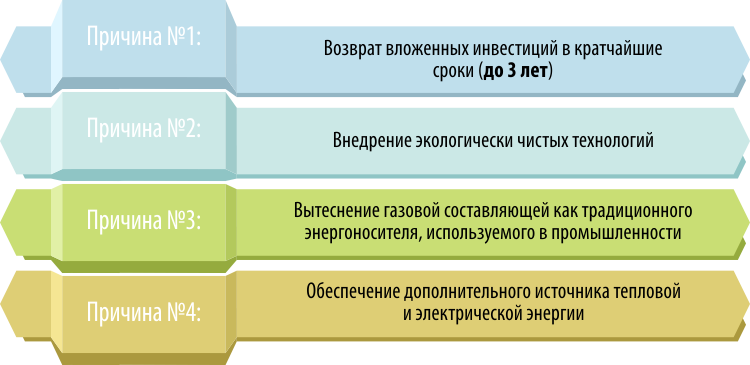 Причина №1:
Возврат вложенных инвестиций в кратчайшие
сроки (до 3 лет)
Причина №2:
Внедрение экологически чистых технологий
Причина №3:
Вытеснение газовой составляющей как традиционного
энергоносителя, используемого в промышленности
Причина №4:
Обеспечение дополнительного источника тепловой
и электрической энергии